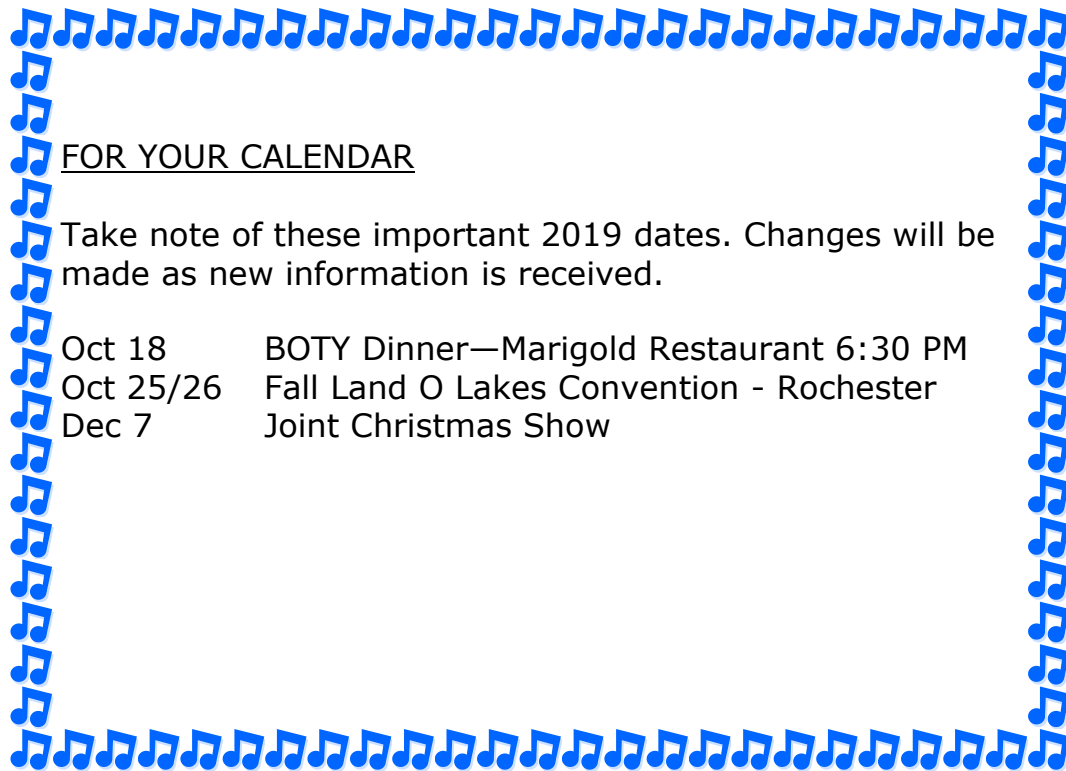 FOR YOUR CALENDAR
Take note of these important 2019 dates. Changes will be
made as new information is received.
Oct 18 BOTY Dinner—Marigold Restaurant 6:30 PM
Oct 25/26 Fall Land O Lakes Convention - Rochester
Dec 7 Joint Christmas Show